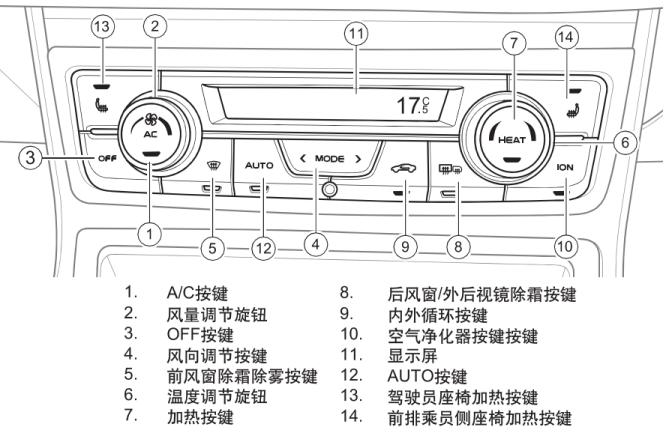 13 2 11 7 14
17.5°C
AC HEAT
3 OFF AUTO < MODE > ION 6
1 5 12 4 9 8 10
1. A/C按键
2. 风量调节旋钮
3. OFF按键
4. 风向调节按键
5. 前风窗除霜除雾按键
6. 温度调节旋钮
7. 加热按键
8. 后风窗/外后视镜除霜按键
9. 内外循环按键
10. 空气净化器按键按键
11. 显示屏
12. AUTO按键
13. 驾驶员座椅加热按键
14. 前排乘员侧座椅加热按键